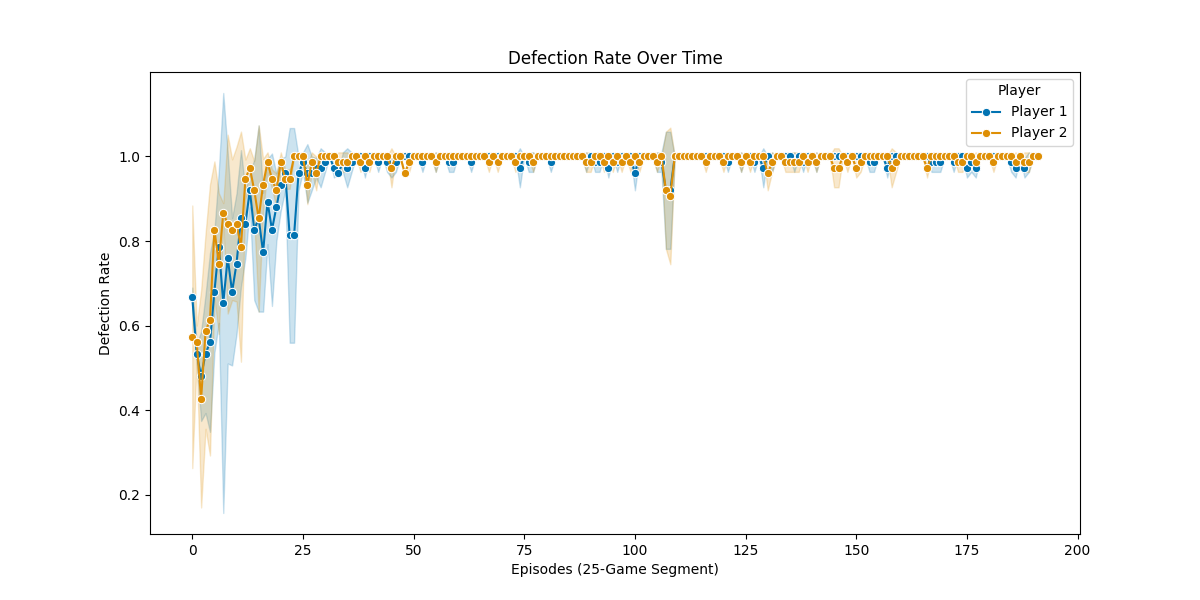 Defection Rate Over Time
Player
Player 1
Player 2
Defection Rate
1.0
0.8
0.6
0.4
0.2
0
25
50
75
100
125
150
175
200
Episodes (25-Game Segment)